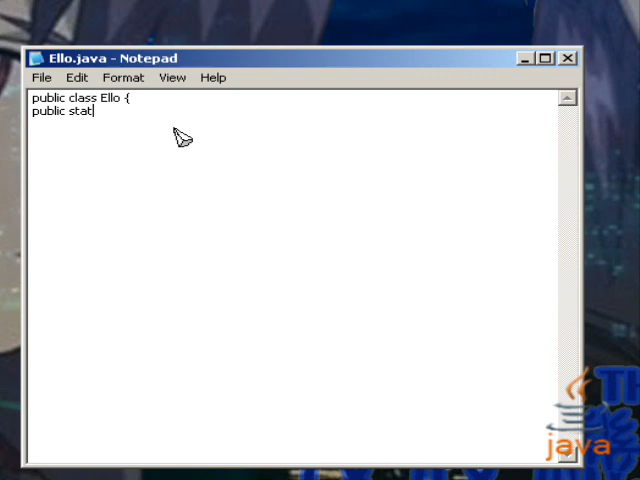 Ello.java - Notepad
File Edit Format View Help
public class Ello {
public stat
java